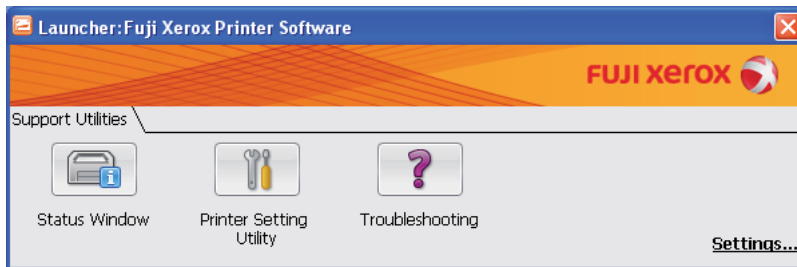 Launcher:Fuji Xerox Printer Software
FUJI xerox
Support Utilities
Status Window
Printer Setting
Utility
Troubleshooting
Settings...